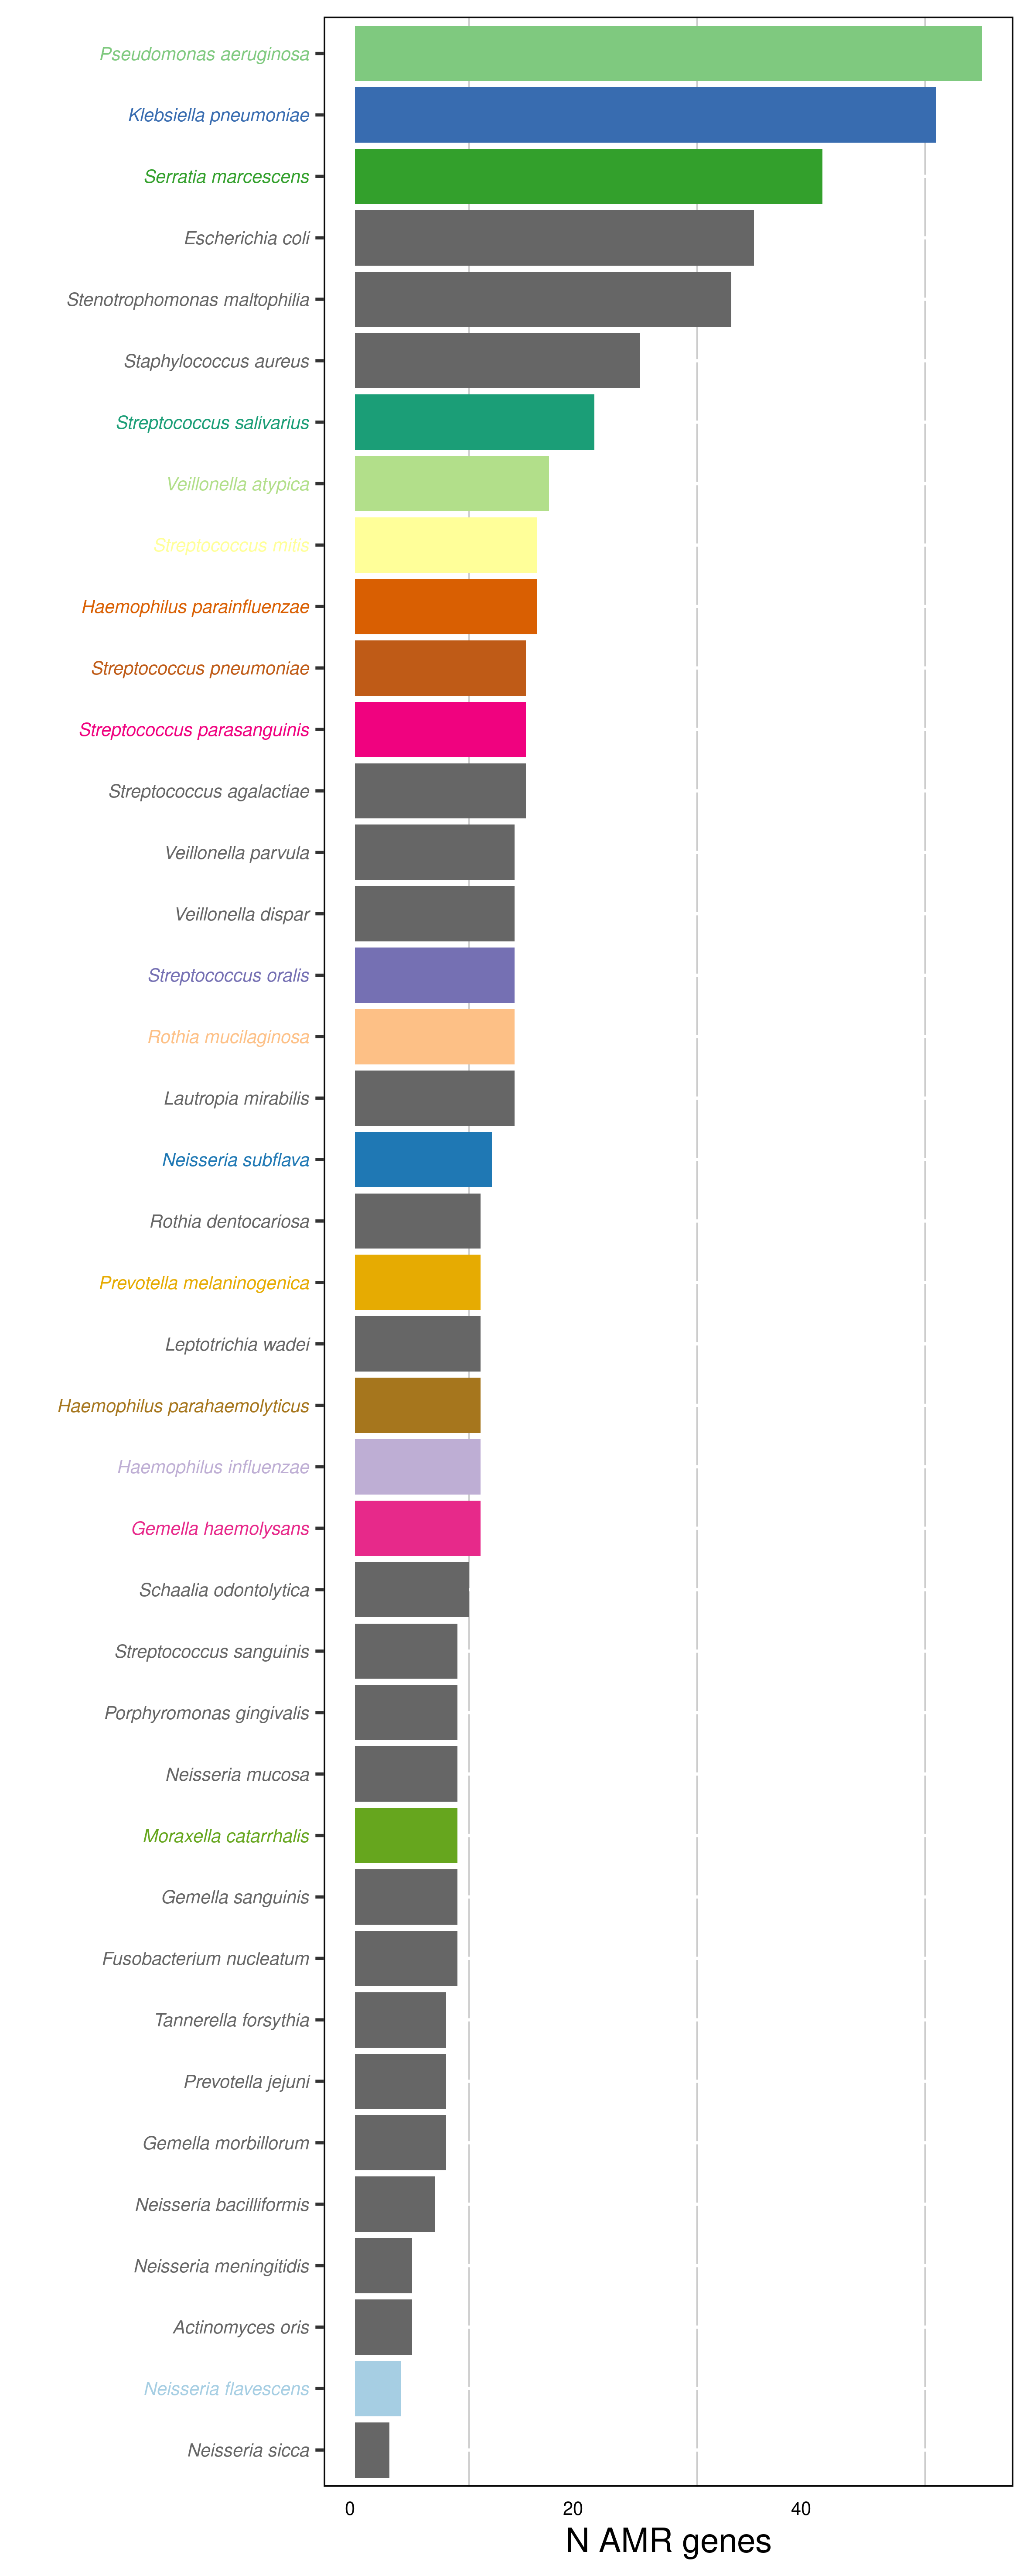 Pseudomonas aeruginosa
Klebsiella pneumoniae
Serratia marcescens
Escherichia coli
Stenotrophomonas maltophilia
Staphylococcus aureus
Streptococcus salivarius
Veillonella atypica
Streptococcus mitis
Haemophilus parainfluenzae
Streptococcus pneumoniae
Streptococcus parasanguinis
Streptococcus agalactiae
Veillonella parvula
Veillonella dispar
Streptococcus oralis
Rothia mucilaginosa
Lautropia mirabilis
Neisseria subflava
Rothia dentocariosa
Prevotella melaninogenica
Leptotrichia wadei
Haemophilus parahaemolyticus
Haemophilus influenzae
Gemella haemolysans
Schaalia odontolytica
Streptococcus sanguinis
Porphyromonas gingivalis
Neisseria mucosa
Moraxella catarrhalis
Gemella sanguinis
Fusobacterium nucleatum
Tannerella forsythia
Prevotella jejuni
Gemella morbillorum
Neisseria bacilliformis
Neisseria meningitidis
Actinomyces oris
Neisseria flavescens
Neisseria sicca
0 20 40
N AMR genes